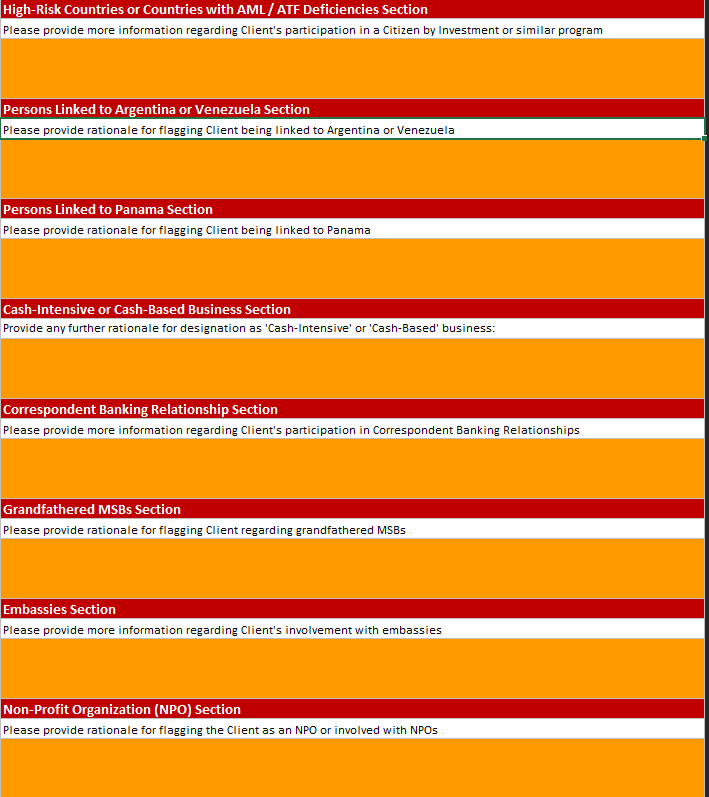 High-Risk Countries or Countries with AML / ATF Deficiencies Section
Please provide more information regarding Client's participation in a Citizen by Investment or similar program
Persons Linked to Argentina or Venezuela Section
Please provide rationale for flagging Client being linked to Argentina or Venezuela
Persons Linked to Panama Section
Please provide rationale for flagging Client being linked to Panama
Cash-Intensive or Cash-Based Business Section
Provide any further rationale for designation as 'Cash-Intensive' or 'Cash-Based' business:
Correspondent Banking Relationship Section
Please provide more information regarding Client's participation in Correspondent Banking Relationships
Grandfathered MSBs Section
Please provide rationale for flagging Client regarding grandfathered MSBs
Embassies Section
Please provide more information regarding Client's involvement with embassies
Non-Profit Organization (NPO) Section
Please provide rationale for flagging the Client as an NPO or involved with NPOs